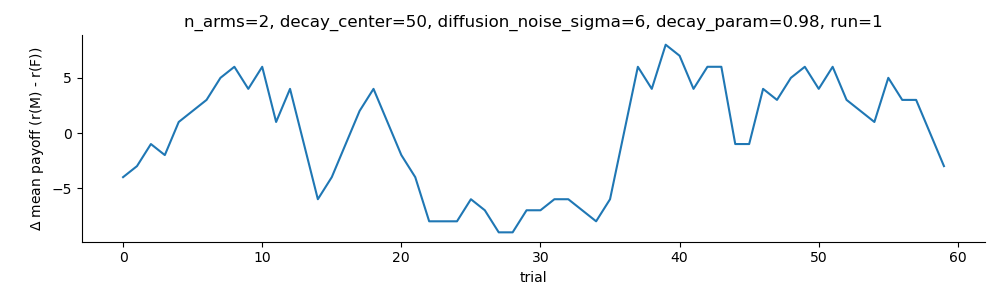 n_arms=2, decay_center=50, diffusion_noise_sigma=6, decay_param=0.98, run=1
Δ mean payoff (r(M) - r(F))
5
0
−5
0 10 20 30 40 50 60
trial